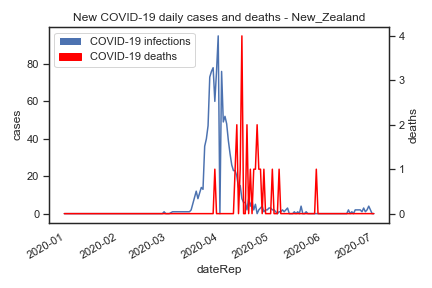 New COVID-19 daily cases and deaths - New_Zealand
COVID-19 infections
COVID-19 deaths
cases
80
60
40
20
0
deaths
4
3
2
1
0
2020-01
2020-02
2020-03
2020-04
2020-05
2020-06
2020-07
dateRep